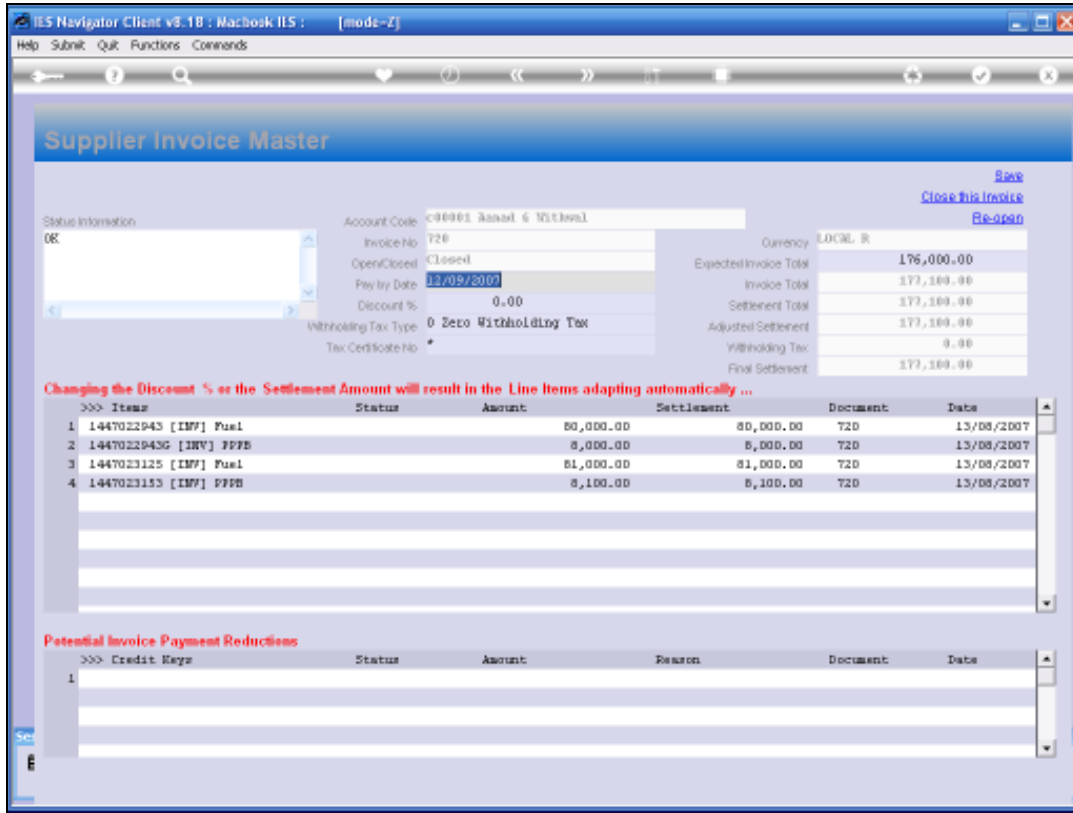 IES Navigator Client v8.18 : Macbook IES : [mode-Z]
Help Submit Quit Functions Commands
Supplier Invoice Master
Save
Close this Invoice
Re-open
Status Information
OK
Account Code
Invoice No 720
Open/Closed Closed
Pay by Date 12/09/2007
Discount % 0.00
Withholding Tax Type 0 Zero Withholding Tax
Tax Certificate No *
Currency LOCAL R
Expected Invoice Total 176,000.00
Invoice Total 177,100.00
Settlement Total 177,100.00
Adjusted Settlement 177,100.00
Withholding Tax 0.00
Final Settlement 177,100.00
Changing the Discount % or the Settlement Amount will result in the Line Items adapting automatically ...
>>> Items Status Amount Settlement Document Date
1 1447022943 [INV] Fuel 80,000.00 80,000.00 720 13/08/2007
2 1447022943G [INV] PPPB 8,000.00 8,000.00 720 13/08/2007
3 1447023125 [INV] Fuel 81,000.00 81,000.00 720 13/08/2007
4 1447023153 [INV] PPPB 8,100.00 8,100.00 720 13/08/2007
Potential Invoice Payment Reductions
>>> Credit Keys Status Amount Reason Document Date
1